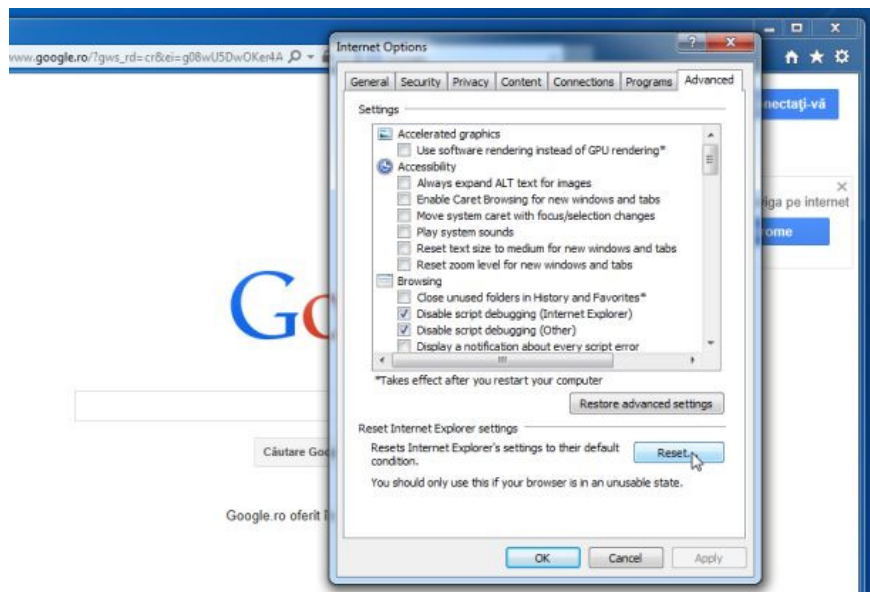 Internet Options
www.google.ro/?gws_rd=cr&ei=g08wU5DwOKer4A
General Security Privacy Content Connections Programs Advanced
Settings
Accelerated graphics
Use software rendering instead of GPU rendering*
Accessibility
Always expand ALT text for images
Enable Caret Browsing for new windows and tabs
Move system caret with focus/selection changes
Play system sounds
Reset text size to medium for new windows and tabs
Reset zoom level for new windows and tabs
Browsing
Close unused folders in History and Favorites*
Disable script debugging (Internet Explorer)
Disable script debugging (Other)
Display a notification about every script error
*Takes effect after you restart your computer
Restore advanced settings
Reset Internet Explorer settings
Resets Internet Explorer's settings to their default
condition.
Reset...
You should only use this if your browser is in an unusable state.
OK Cancel Apply
nectaţi-vă
viga pe internet
ome
Go
Căutare Goo
Google.ro oferit î